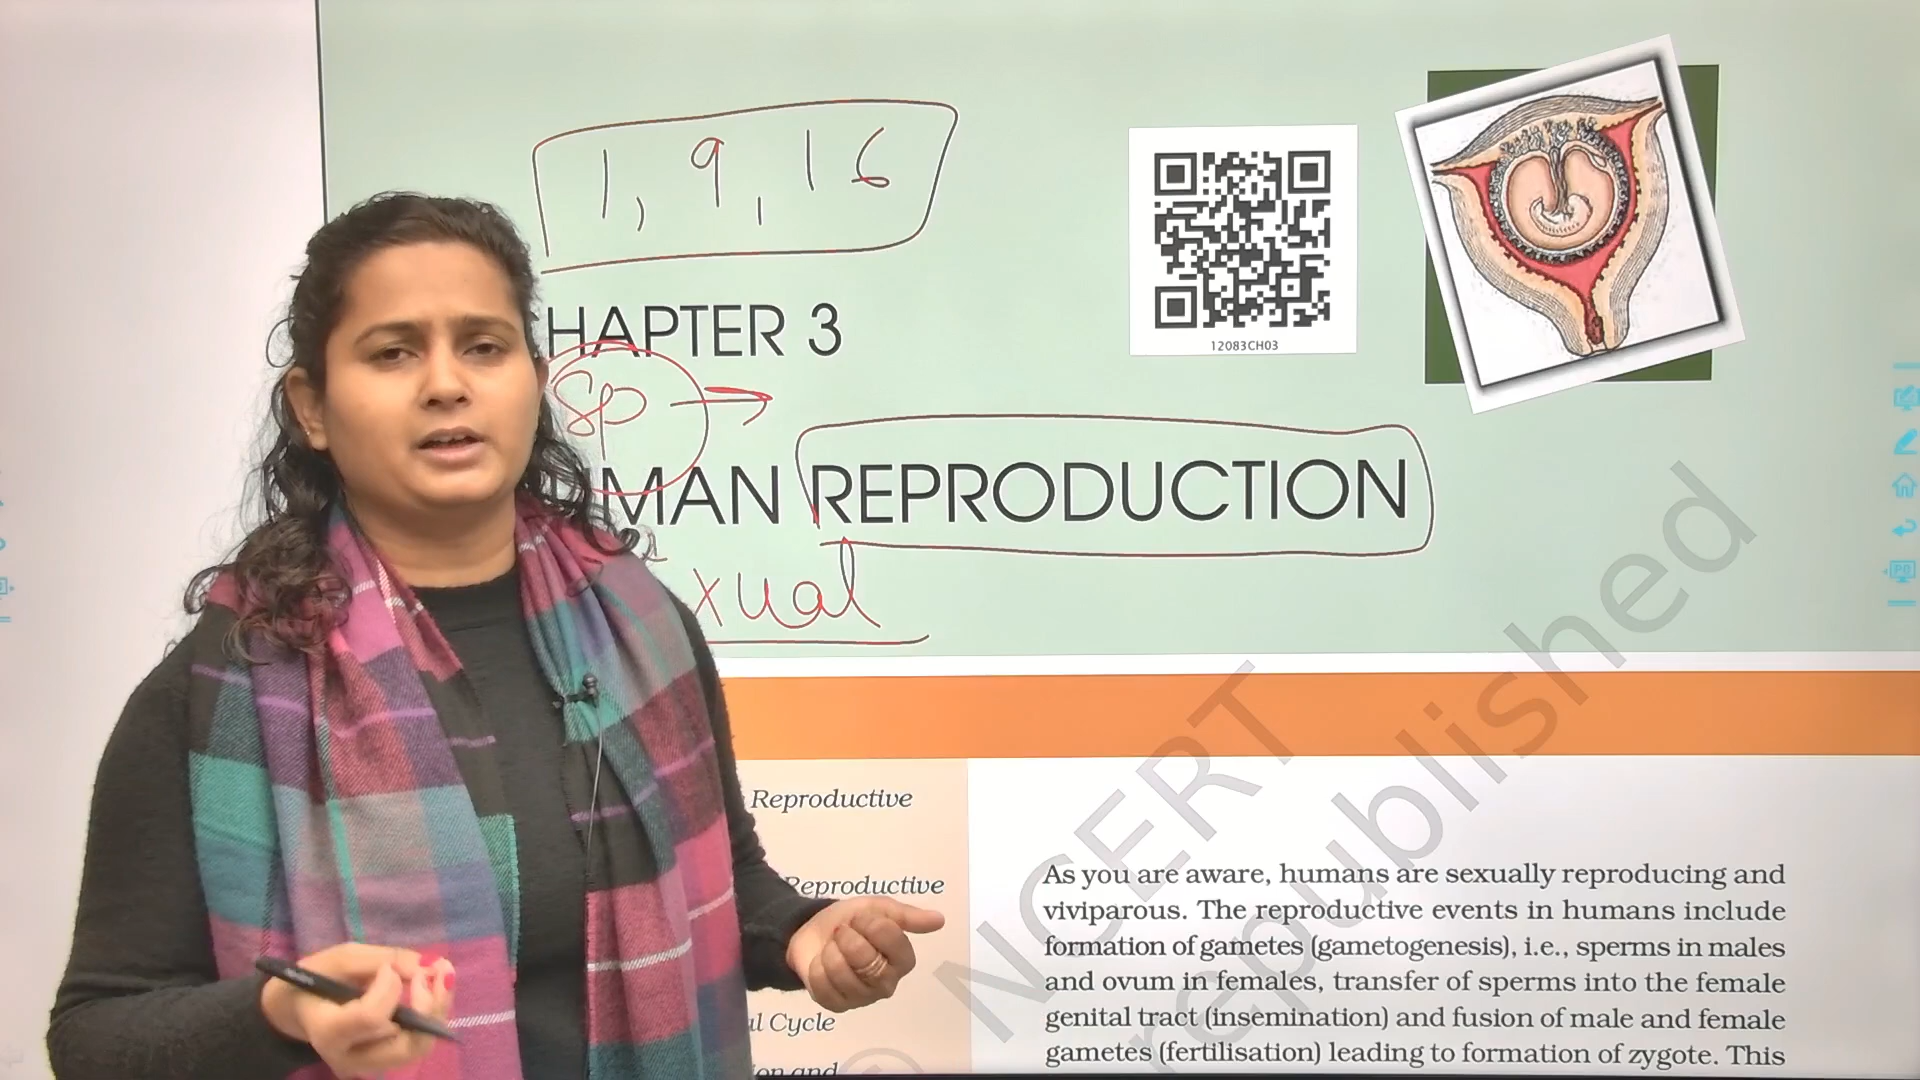 1, 9, 16
12083CH03
HAPTER 3
Sp →
MAN REPRODUCTION
xual
Reproductive
Reproductive
al Cycle
ion and
As you are aware, humans are sexually reproducing and
viviparous. The reproductive events in humans include
formation of gametes (gametogenesis), i.e., sperms in males
and ovum in females, transfer of sperms into the female
genital tract (insemination) and fusion of male and female
gametes (fertilisation) leading to formation of zygote. This
© NCERT
republished